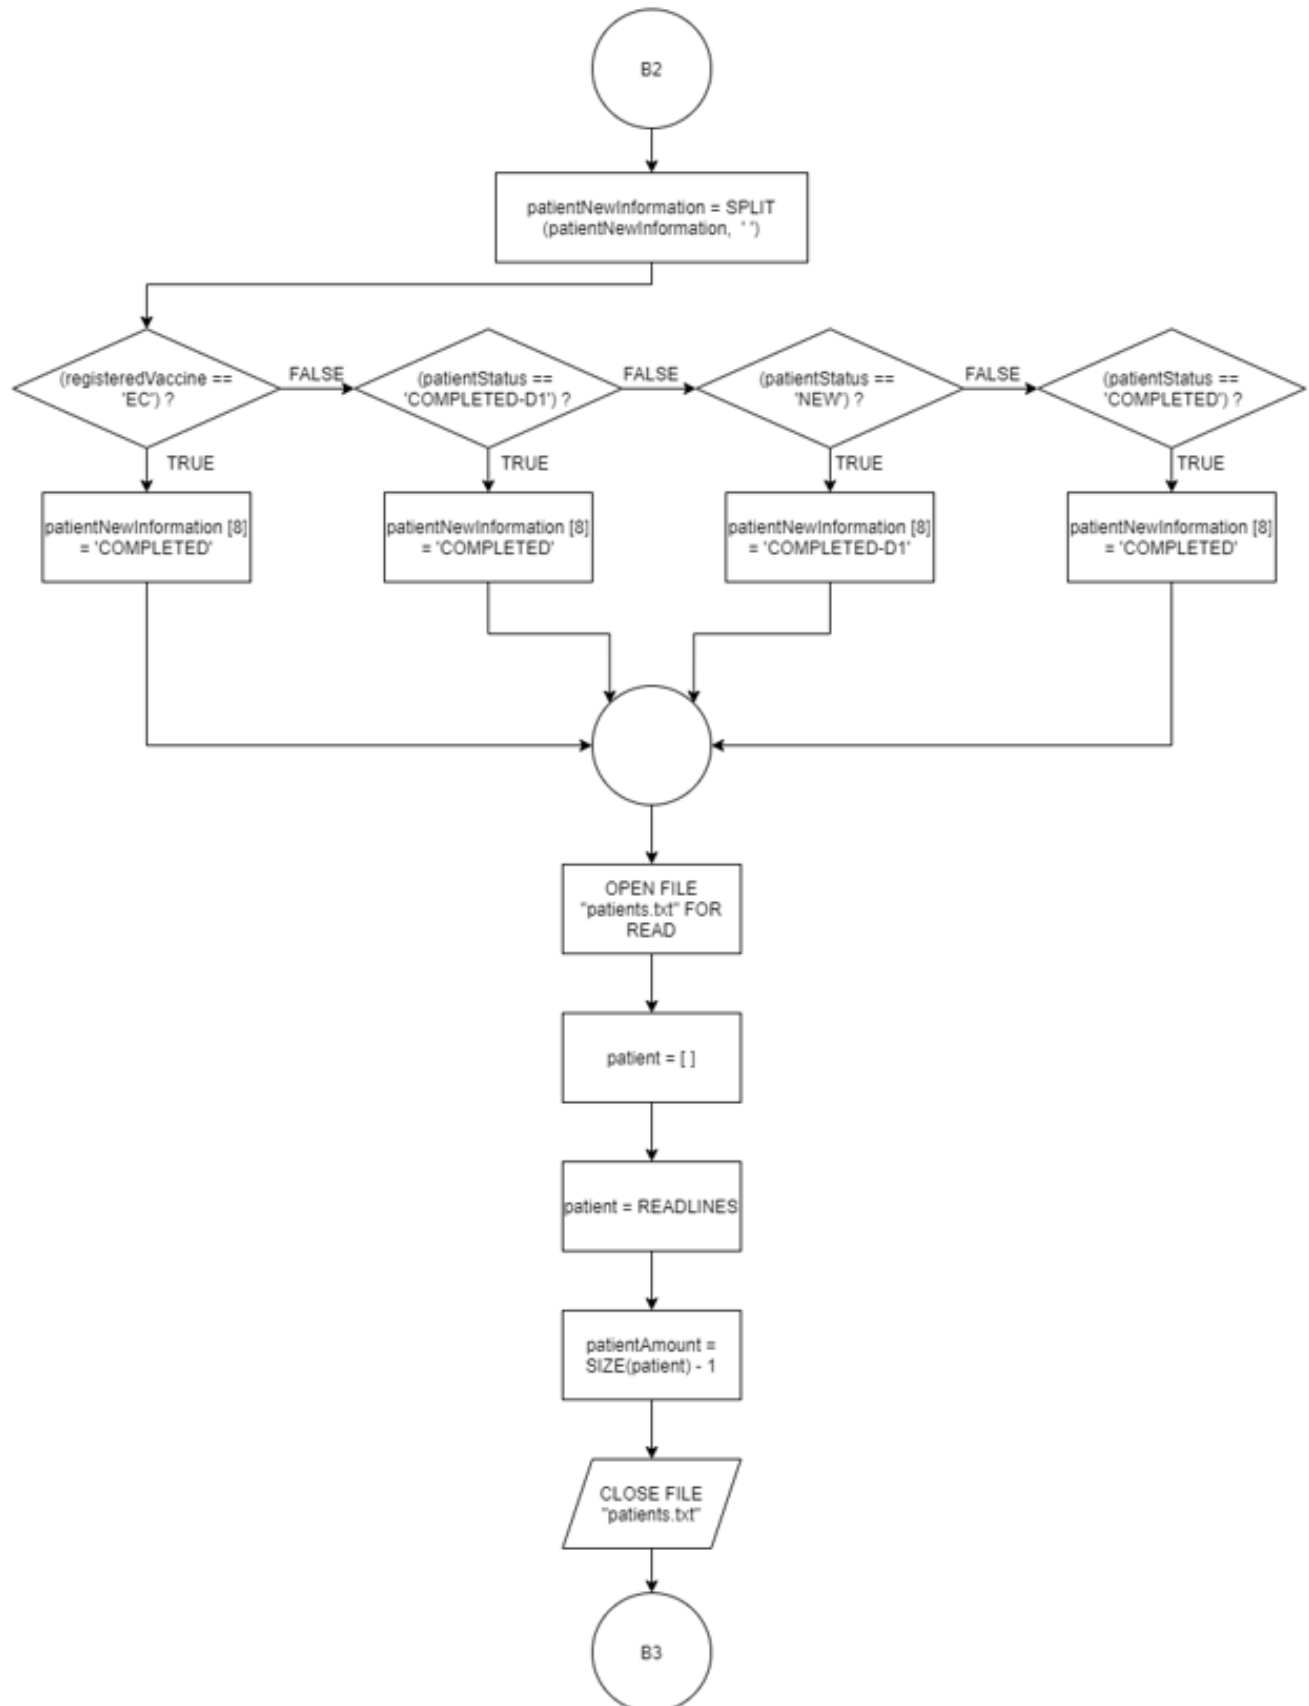 B2
patientNewInformation = SPLIT
(patientNewInformation, ' ')
(registeredVaccine ==
'EC') ?
FALSE
(patientStatus ==
'COMPLETED-D1') ?
FALSE
(patientStatus ==
'NEW') ?
FALSE
(patientStatus ==
'COMPLETED') ?
TRUE
TRUE
TRUE
TRUE
patientNewInformation [8]
= 'COMPLETED'
patientNewInformation [8]
= 'COMPLETED'
patientNewInformation [8]
= 'COMPLETED-D1'
patientNewInformation [8]
= 'COMPLETED'
OPEN FILE
"patients.txt" FOR
READ
patient = [ ]
patient = READLINES
patientAmount =
SIZE(patient) - 1
CLOSE FILE
"patients.txt"
B3